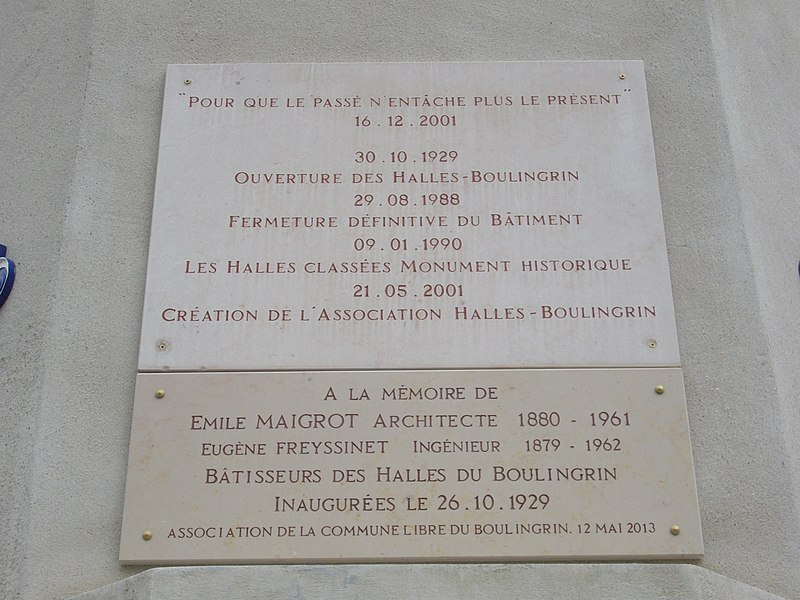 "Pour que le passé n'entâche plus le présent"
16.12.2001
30.10.1929
Ouverture des Halles-Boulingrin
29.08.1988
Fermeture définitive du Bâtiment
09.01.1990
Les Halles classées Monument historique
21.05.2001
Création de l'Association Halles-Boulingrin
A la mémoire de
Emile MAIGROT Architecte 1880 - 1961
Eugène FREYSSINET Ingénieur 1879 - 1962
Bâtisseurs des Halles du Boulingrin
Inaugurées le 26.10.1929
ASSOCIATION DE LA COMMUNE LIBRE DU BOULINGRIN. 12 MAI 2013